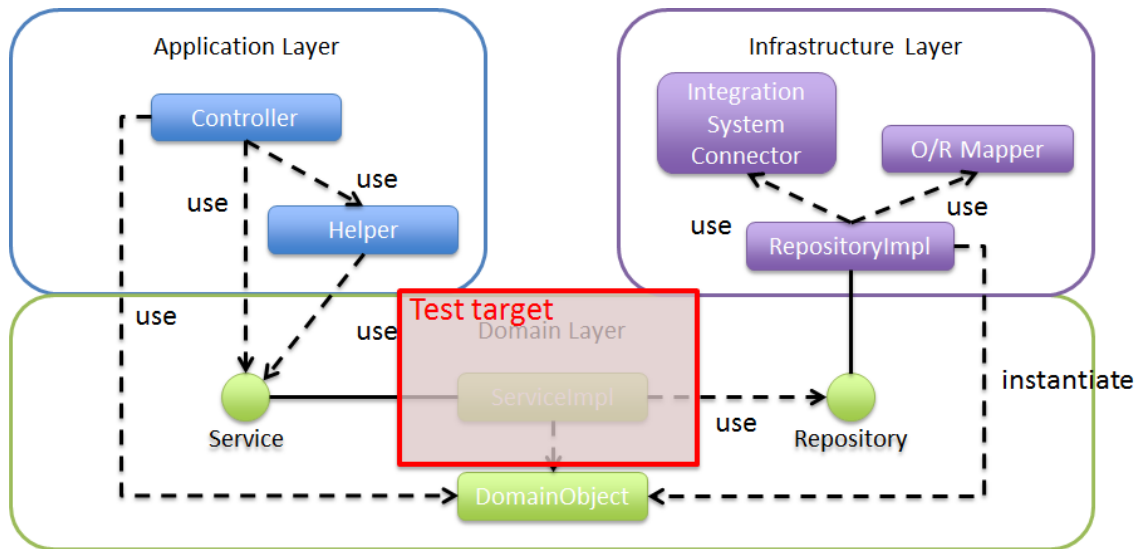 Application Layer
Infrastructure Layer
Controller
Integration
System
Connector
O/R Mapper
use
use
Helper
use
use
RepositoryImpl
Test target
Domain Layer
use
use
ServiceImpl
instantiate
use
Service
Repository
DomainObject